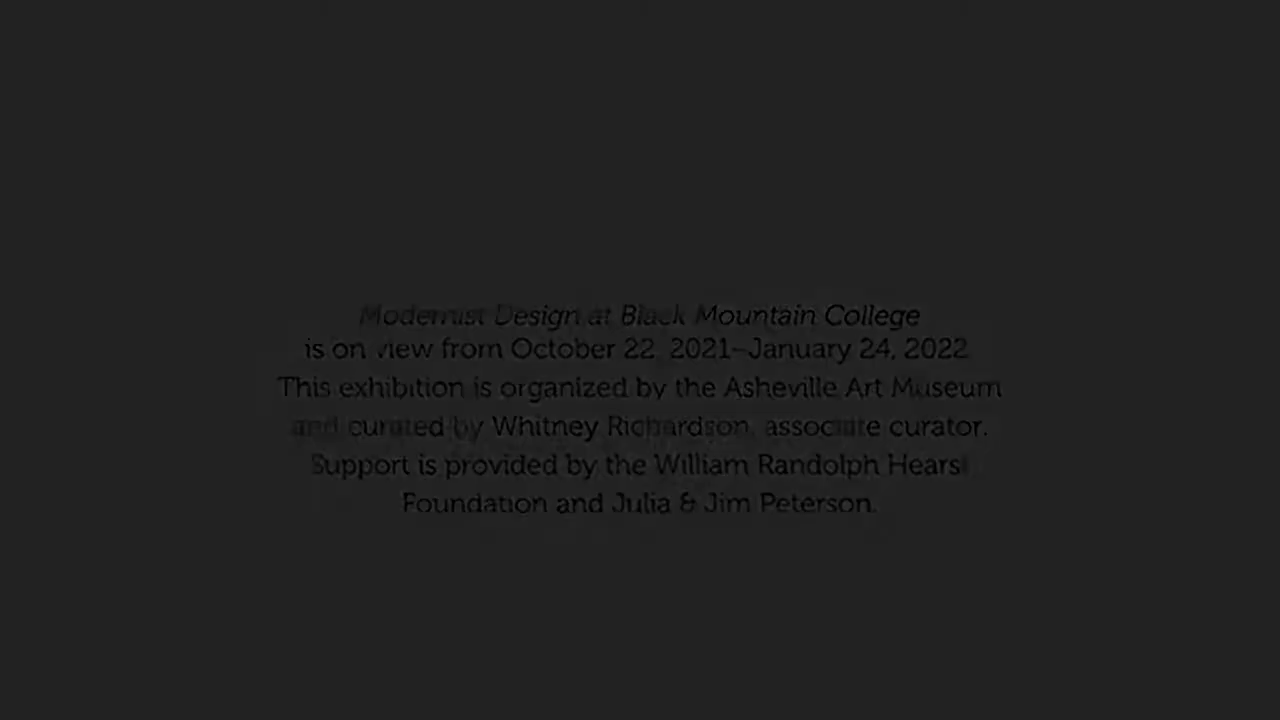 Modernist Design at Black Mountain College
is on view from October 22, 2021–January 24, 2022.
This exhibition is organized by the Asheville Art Museum
and curated by Whitney Richardson, associate curator.
Support is provided by the William Randolph Hearst
Foundation and Julia & Jim Peterson.